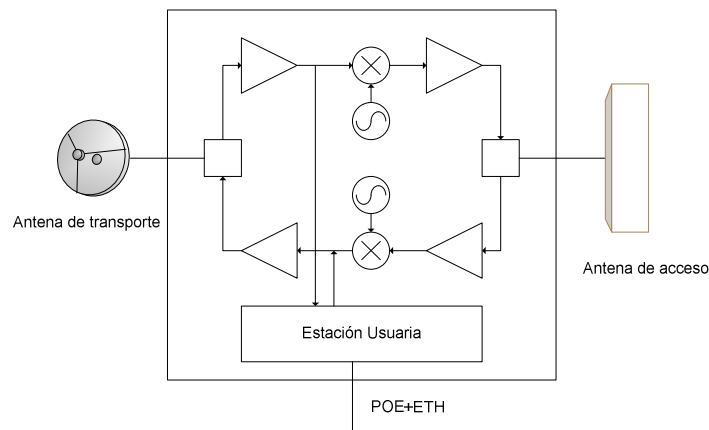 Antena de transporte
Antena de acceso
Estación Usuaria
POE+ETH